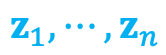 𝐳₁, ⋯, 𝐳ₙ